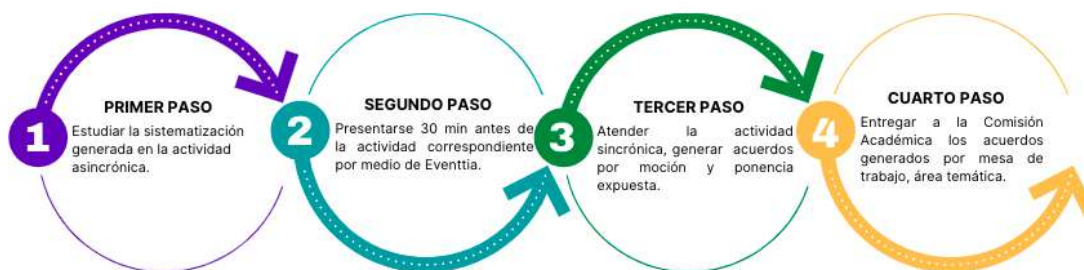 1
PRIMER PASO
Estudiar la sistematización
generada en la actividad
asincrónica.
2
SEGUNDO PASO
Presentarse 30 min antes de
la actividad correspondiente
por medio de Eventtia.
3
TERCER PASO
Atender la actividad
sincrónica, generar acuerdos
por moción y ponencia
expuesta.
4
CUARTO PASO
Entregar a la Comisión
Académica los acuerdos
generados por mesa de
trabajo, área temática.